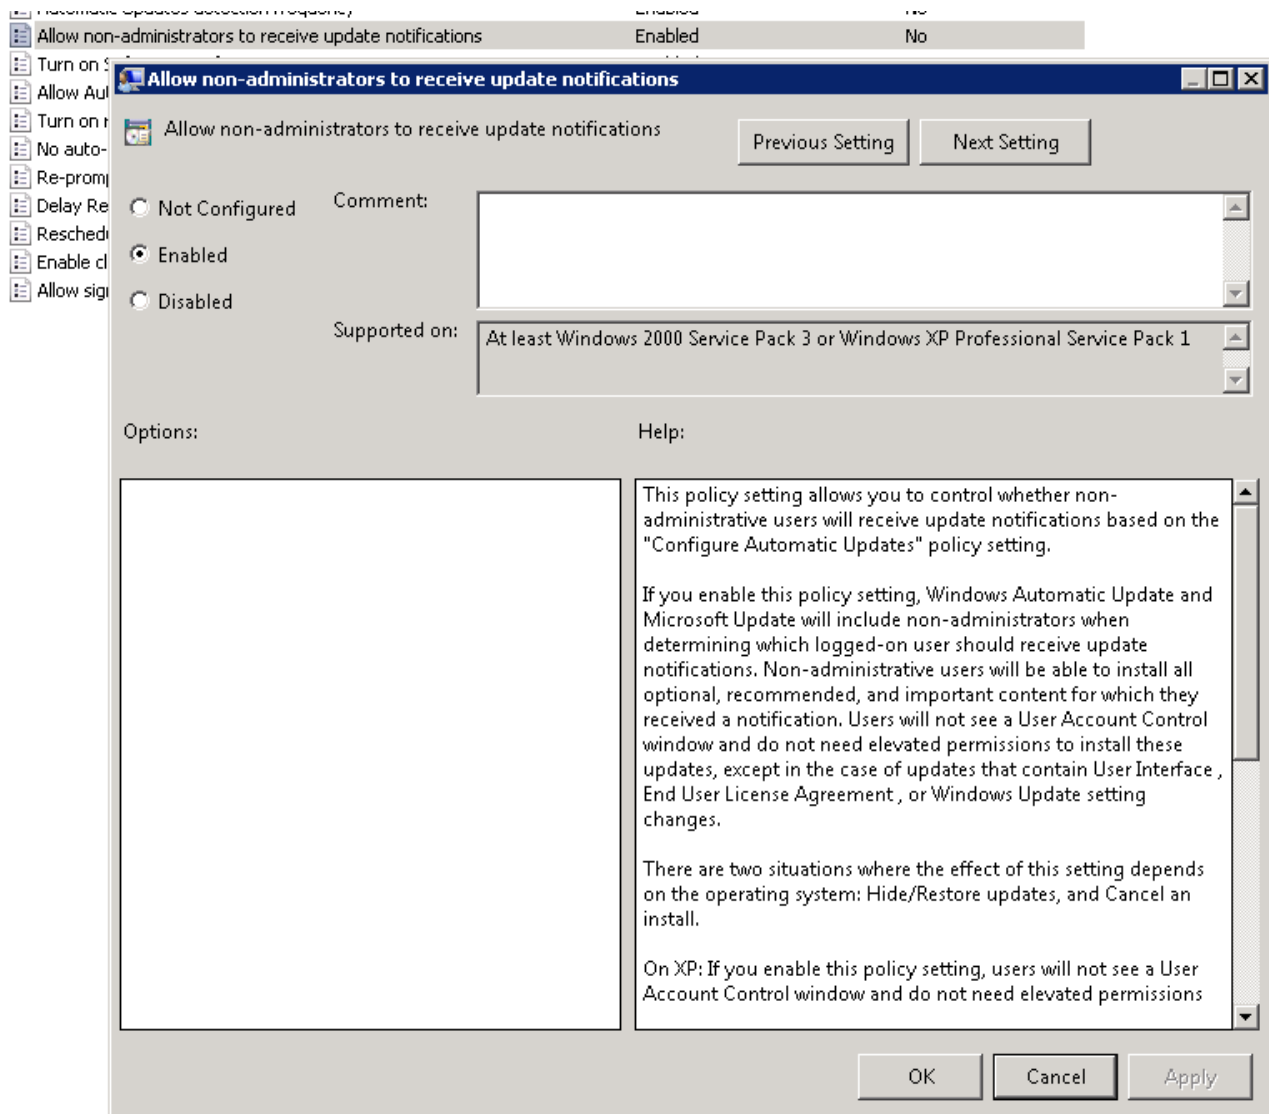 Automatic Updates detection frequency Enabled No
Allow non-administrators to receive update notifications Enabled No
Turn on
Allow
Turn on
No auto-
Re-prom
Delay Re
Resched
Enable cl
Allow sig
Allow non-administrators to receive update notifications
Allow non-administrators to receive update notifications
Previous Setting
Next Setting
Not Configured
Enabled
Disabled
Comment:
Supported on:
At least Windows 2000 Service Pack 3 or Windows XP Professional Service Pack 1
Options:
Help:
This policy setting allows you to control whether non-
administrative users will receive update notifications based on the
"Configure Automatic Updates" policy setting.
If you enable this policy setting, Windows Automatic Update and
Microsoft Update will include non-administrators when
determining which logged-on user should receive update
notifications. Non-administrative users will be able to install all
optional, recommended, and important content for which they
received a notification. Users will not see a User Account Control
window and do not need elevated permissions to install these
updates, except in the case of updates that contain User Interface ,
End User License Agreement , or Windows Update setting
changes.
There are two situations where the effect of this setting depends
on the operating system: Hide/Restore updates, and Cancel an
install.
On XP: If you enable this policy setting, users will not see a User
Account Control window and do not need elevated permissions
OK
Cancel
Apply